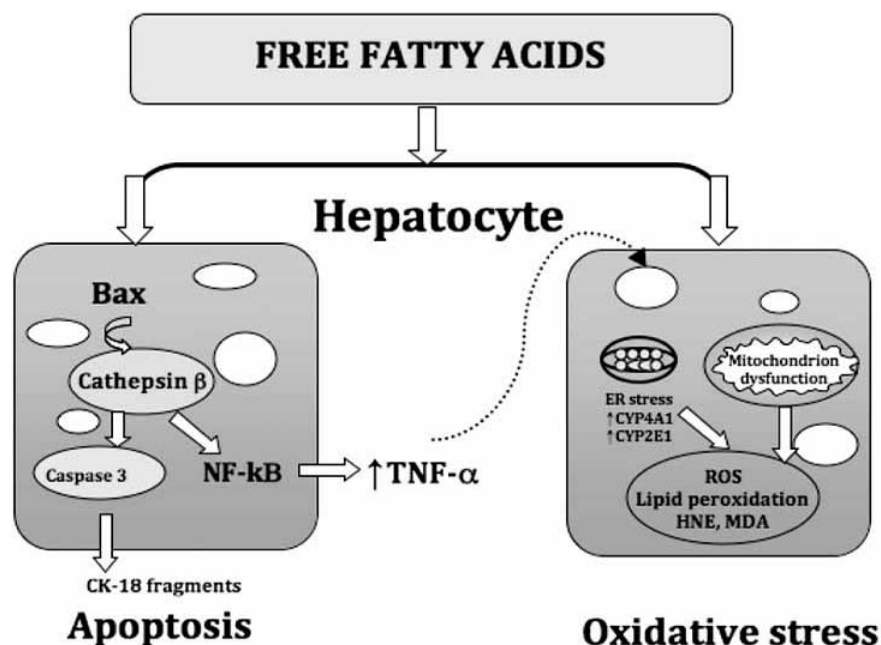 FREE FATTY ACIDS
Hepatocyte
Bax
Cathepsin β
Caspase 3
NF-kB
↑TNF-α
CK-18 fragments
Apoptosis
Mitochondrion
dysfunction
ER stress
↑CYP4A1
↑CYP2E1
ROS
Lipid peroxidation
HNE, MDA
Oxidative stress